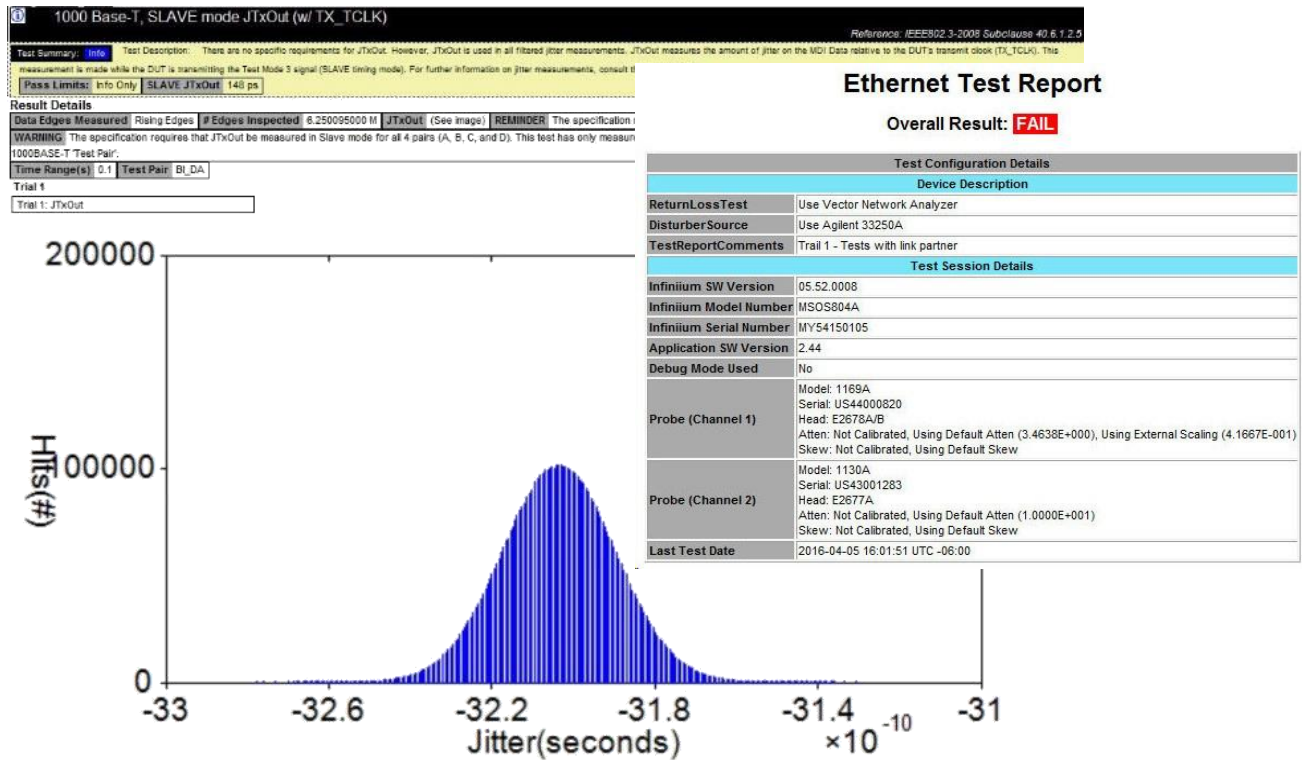 1000 Base-T, SLAVE mode JTxOut (w/ TX_TCLK)
Reference: IEEE802.3-2008 Subclause 40.6.1.2.5
Test Summary: Info Test Description: There are no specific requirements for JTxOut. However, JTxOut is used in all filtered jitter measurements. JTxOut measures the amount of jitter on the MDI Data relative to the DUT's transmit clock (TX_TCLK). This
measurement is made while the DUT is transmitting the Test Mode 3 signal (SLAVE timing mode). For further information on jitter measurements, consult
Pass Limits: Info Only SLAVE JTxOut 148 ps
Result Details
Data Edges Measured Rising Edges # Edges Inspected 6.250095000 M JTxOut (See image) REMINDER The specification
WARNING The specification requires that JTxOut be measured in Slave mode for all 4 pairs (A, B, C, and D). This test has only
1000BASE-T 'Test Pair'.
Time Range(s) 0.1 Test Pair BI_DA
Trial 1
Trial 1: JTxOut
Ethernet Test Report
Overall Result: FAIL
Test Configuration Details
Device Description
ReturnLossTest Use Vector Network Analyzer
DisturberSource Use Agilent 33250A
TestReportComments Trail 1 - Tests with link partner
Test Session Details
Infiniium SW Version 05.52.0008
Infiniium Model Number MSOS804A
Infiniium Serial Number MY54150105
Application SW Version 2.44
Debug Mode Used No
Probe (Channel 1)
Model: 1169A
Serial: US44000820
Head: E2678A/B
Atten: Not Calibrated, Using Default Atten (3.4638E+000), Using External Scaling (4.1667E-001)
Skew: Not Calibrated, Using Default Skew
Probe (Channel 2)
Model: 1130A
Serial: US43001283
Head: E2677A
Atten: Not Calibrated, Using Default Atten (1.0000E+001)
Skew: Not Calibrated, Using Default Skew
Last Test Date 2016-04-05 16:01:51 UTC -06:00
200000
100000
0
Hits(#)
-33 -32.6 -32.2 -31.8 -31.4 -31
Jitter(seconds) ×10 -10